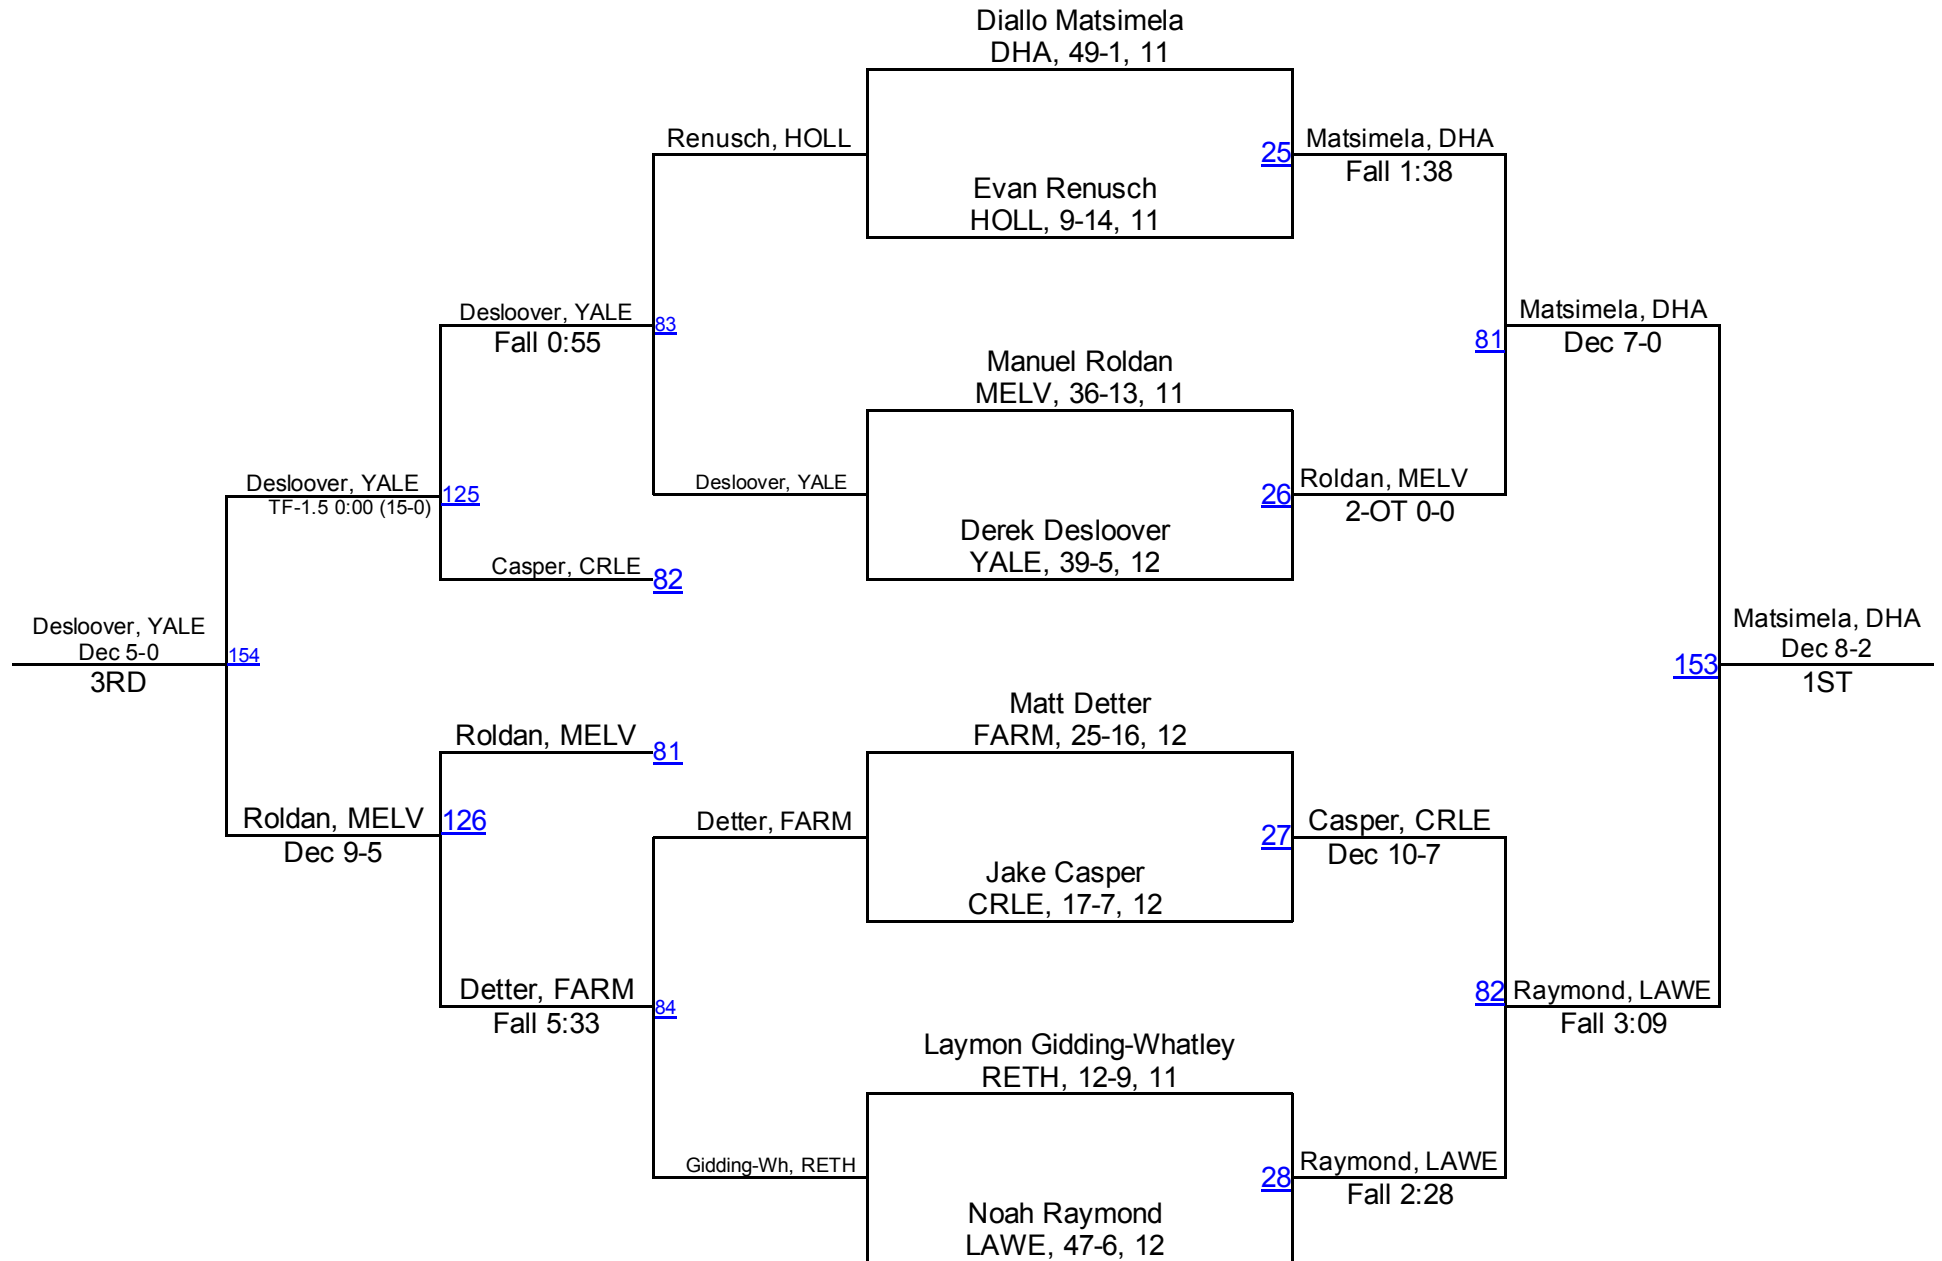 Diallo Matsimela
DHA, 49-1, 11
Renusch, HOLL
25
Matsimela, DHA
Fall 1:38
Evan Renusch
HOLL, 9-14, 11
Desloover, YALE
Fall 0:55
83
Matsimela, DHA
Dec 7-0
81
Manuel Roldan
MELV, 36-13, 11
Desloover, YALE
TF-1.5 0:00 (15-0)
125
Desloover, YALE
26
Roldan, MELV
2-OT 0-0
Derek Desloover
YALE, 39-5, 12
Casper, CRLE
82
Desloover, YALE
Dec 5-0
3RD
154
153
Matsimela, DHA
Dec 8-2
1ST
Matt Detter
FARM, 25-16, 12
Roldan, MELV
81
Roldan, MELV
Dec 9-5
126
Detter, FARM
27
Casper, CRLE
Dec 10-7
Jake Casper
CRLE, 17-7, 12
Detter, FARM
Fall 5:33
84
82
Raymond, LAWE
Fall 3:09
Laymon Gidding-Whatley
RETH, 12-9, 11
Gidding-Wh, RETH
28
Raymond, LAWE
Fall 2:28
Noah Raymond
LAWE, 47-6, 12